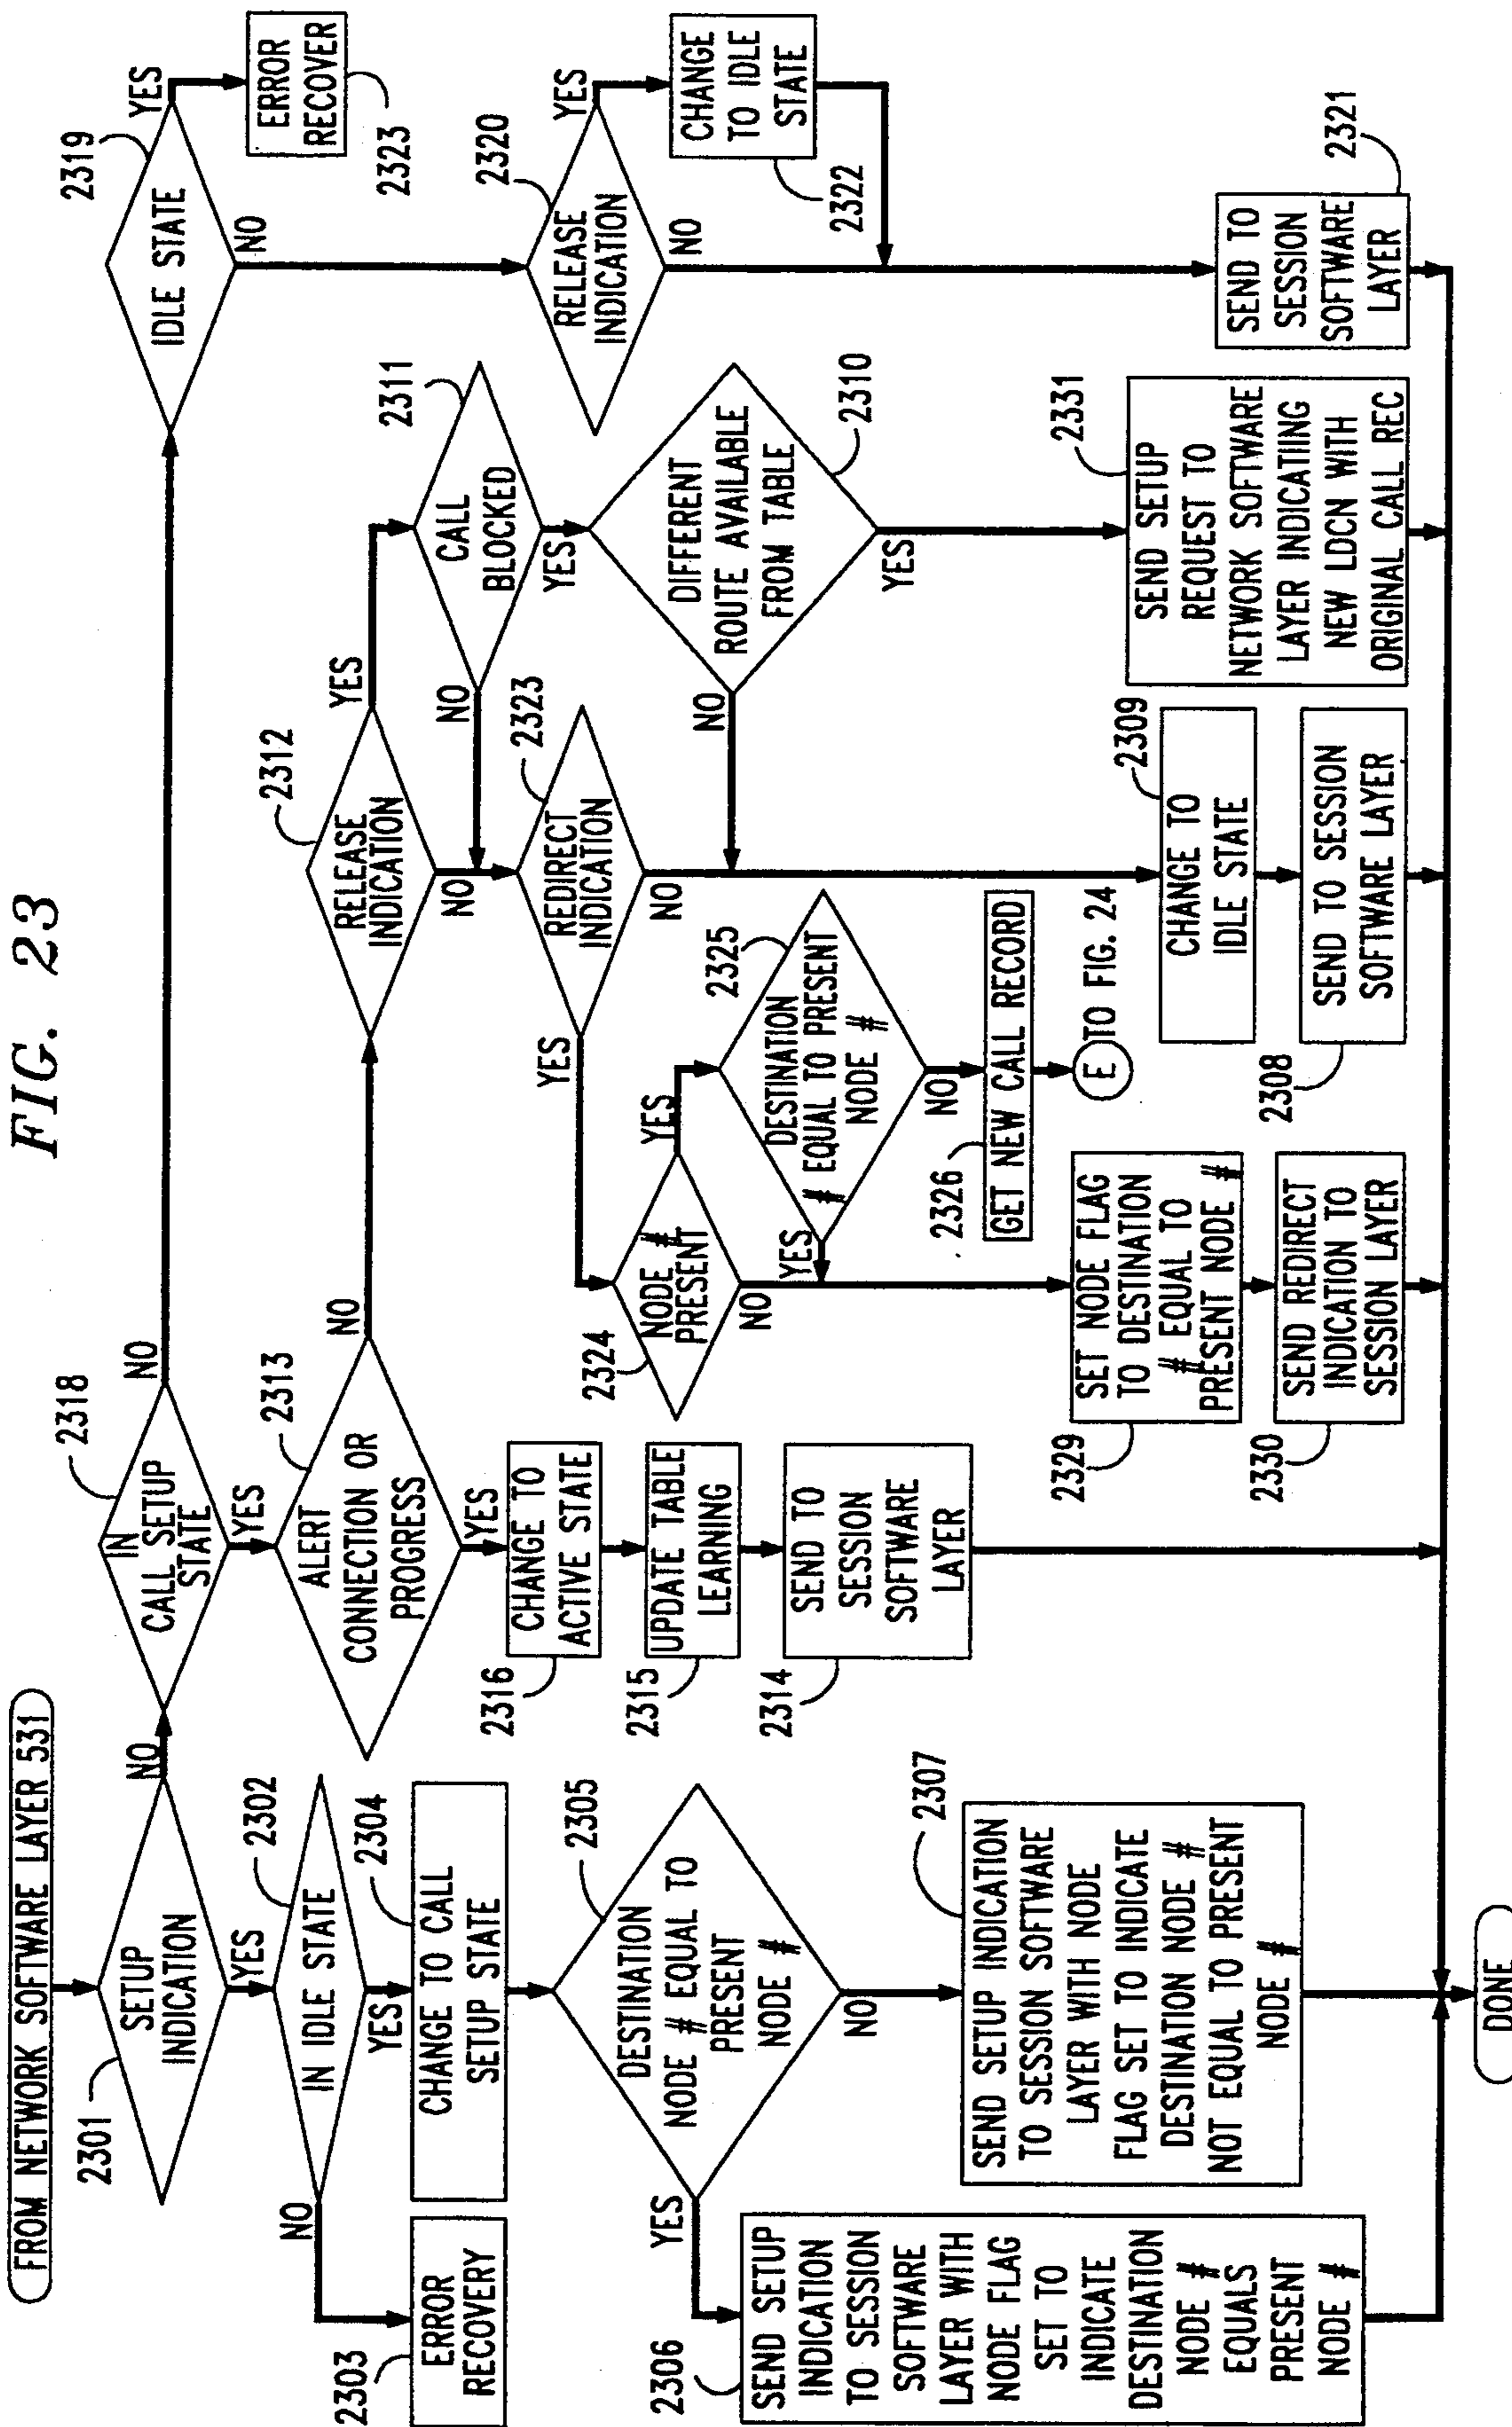 FIG. 23
FROM NETWORK SOFTWARE LAYER 531
2301
SETUP
INDICATION
NO
YES
2302
IN IDLE STATE
NO
YES
2303
ERROR
RECOVERY
2304
CHANGE TO CALL
SETUP STATE
2305
DESTINATION
NODE # EQUAL TO
PRESENT
NODE #
YES
NO
2306
SEND SETUP
INDICATION
TO SESSION
SOFTWARE
LAYER WITH
NODE FLAG
SET TO
INDICATE
DESTINATION
NODE #
EQUALS
PRESENT
NODE #
2307
SEND SETUP INDICATION
TO SESSION SOFTWARE
LAYER WITH NODE
FLAG SET TO INDICATE
DESTINATION NODE #
NOT EQUAL TO PRESENT
NODE #
DONE
2318
IN
CALL SETUP
STATE
NO
YES
2313
ALERT
CONNECTION OR
PROGRESS
NO
YES
2316
CHANGE TO
ACTIVE STATE
2315
UPDATE TABLE
LEARNING
2314
SEND TO
SESSION
SOFTWARE
LAYER
2312
RELEASE
INDICATION
YES
NO
2311
CALL
BLOCKED
NO
YES
2323
REDIRECT
INDICATION
YES
NO
2310
DIFFERENT
ROUTE AVAILABLE
FROM TABLE
NO
YES
2324
NODE #
PRESENT
YES
NO
2325
DESTINATION
# EQUAL TO PRESENT
NODE #
YES
NO
2326
GET NEW CALL RECORD
E TO FIG. 24
2329
SET NODE FLAG
TO DESTINATION
# EQUAL TO
PRESENT NODE #
2330
SEND REDIRECT
INDICATION TO
SESSION LAYER
2309
CHANGE TO
IDLE STATE
2308
SEND TO SESSION
SOFTWARE LAYER
2331
SEND SETUP
REQUEST TO
NETWORK SOFTWARE
LAYER INDICATIING
NEW LDCN WITH
ORIGINAL CALL REC
2319
IDLE STATE
YES
NO
ERROR
RECOVER
2323
2320
RELEASE
INDICATION
YES
NO
CHANGE
TO IDLE
STATE
2322
2321
SEND TO
SESSION
SOFTWARE
LAYER